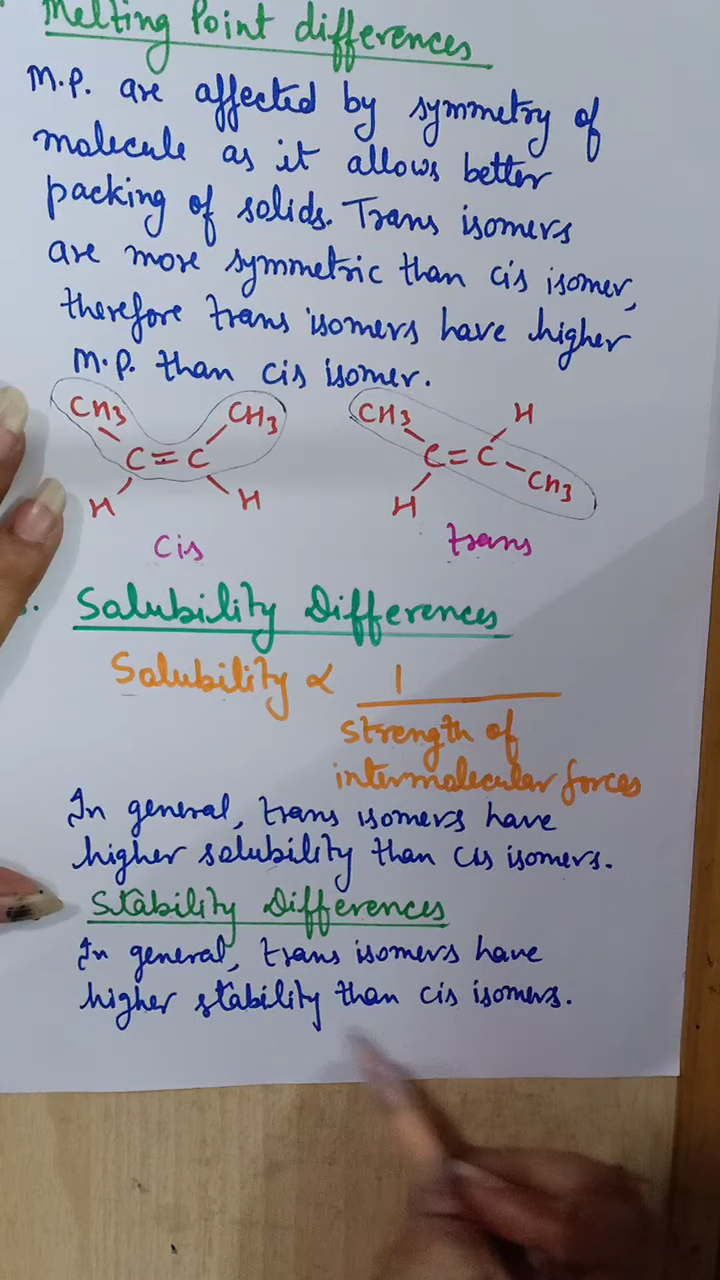 Melting Point differences
M.P. are affected by symmetry of
molecule as it allows better
packing of solids. Trans isomers
are more symmetric than cis isomer,
therefore trans isomers have higher
M.P. than cis isomer.
CH3 CH3 CH3 H
C=C C=C CH3
H H H
Cis trans
Solubility Differences
Solubility ∝ 1
strength of
intermolecular forces
In general, trans isomers have
higher solubility than cis isomers.
Stability Differences
In general, trans isomers have
higher stability than cis isomers.